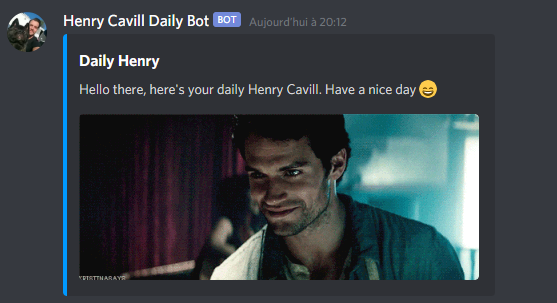 Henry Cavill Daily Bot BOT Aujourd'hui à 20:12
Daily Henry
Hello there, here's your daily Henry Cavill. Have a nice day 😄